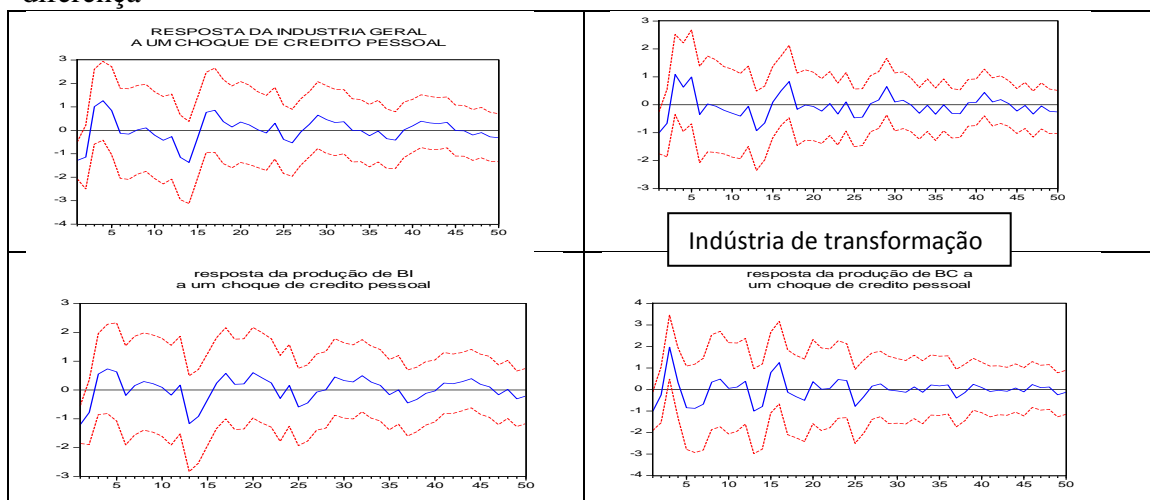 diferença
RESPOSTA DA INDUSTRIA GERAL
A UM CHOQUE DE CREDITO PESSOAL
3
2
1
0
-1
-2
-3
-4
5 10 15 20 25 30 35 40 45 50
3
2
1
0
-1
-2
-3
5 10 15 20 25 30 35 40 45 50
Indústria de transformação
resposta da produção de BI
a um choque de credito pessoal
3
2
1
0
-1
-2
-3
5 10 15 20 25 30 35 40 45 50
resposta da produção de BC a
um choque de credito pessoal
4
3
2
1
0
-1
-2
-3
-4
5 10 15 20 25 30 35 40 45 50